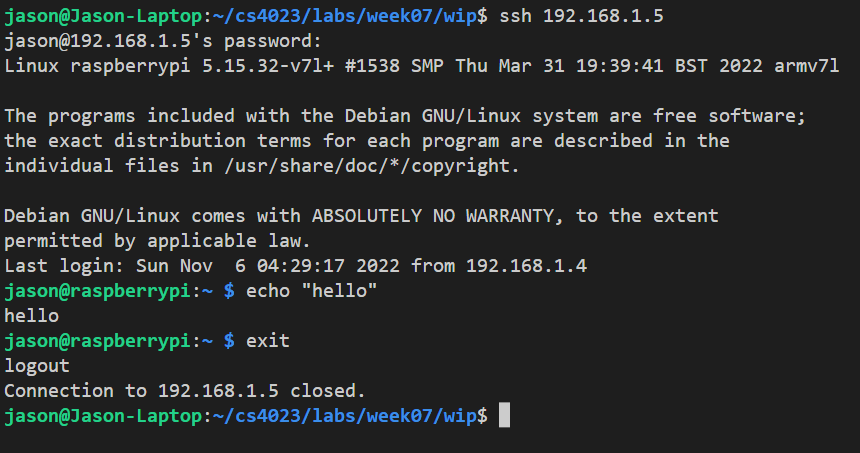 jason@Jason-Laptop:~/cs4023/labs/week07/wip$ ssh 192.168.1.5
jason@192.168.1.5's password:
Linux raspberrypi 5.15.32-v7l+ #1538 SMP Thu Mar 31 19:39:41 BST 2022 armv7l

The programs included with the Debian GNU/Linux system are free software;
the exact distribution terms for each program are described in the
individual files in /usr/share/doc/*/copyright.

Debian GNU/Linux comes with ABSOLUTELY NO WARRANTY, to the extent
permitted by applicable law.
Last login: Sun Nov  6 04:29:17 2022 from 192.168.1.4
jason@raspberrypi:~ $ echo "hello"
hello
jason@raspberrypi:~ $ exit
logout
Connection to 192.168.1.5 closed.
jason@Jason-Laptop:~/cs4023/labs/week07/wip$